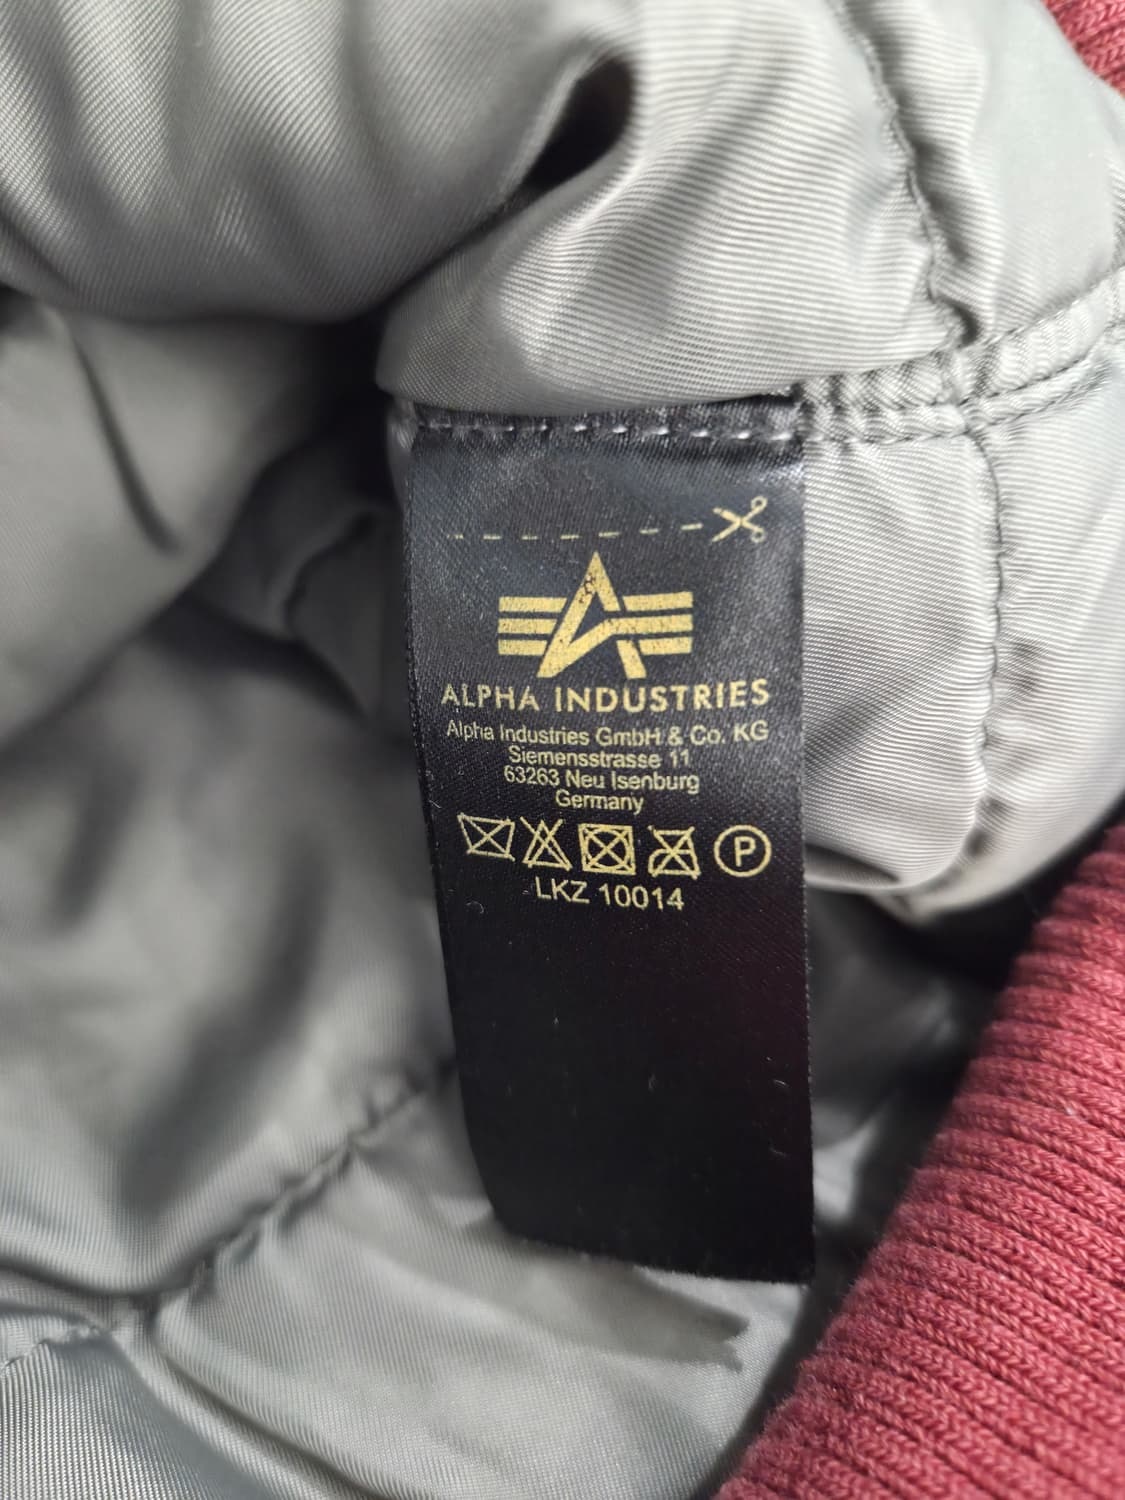 ALPHA INDUSTRIES
Alpha Industries GmbH & Co. KG
Siemensstrasse 11
63263 Neu Isenburg
Germany
P
LKZ 10014